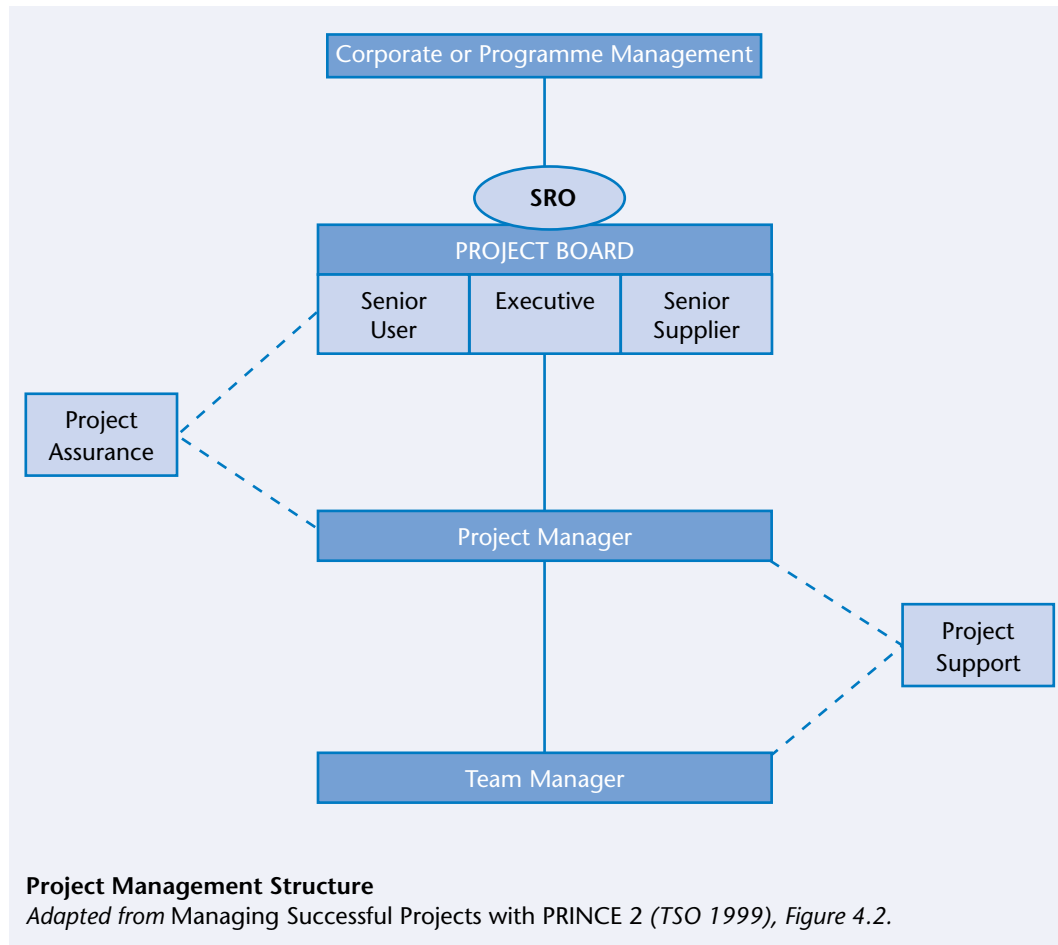 Corporate or Programme Management
SRO
PROJECT BOARD
Senior
User
Executive
Senior
Supplier
Project
Assurance
Project Manager
Project
Support
Team Manager
Project Management Structure
Adapted from Managing Successful Projects with PRINCE 2 (TSO 1999), Figure 4.2.